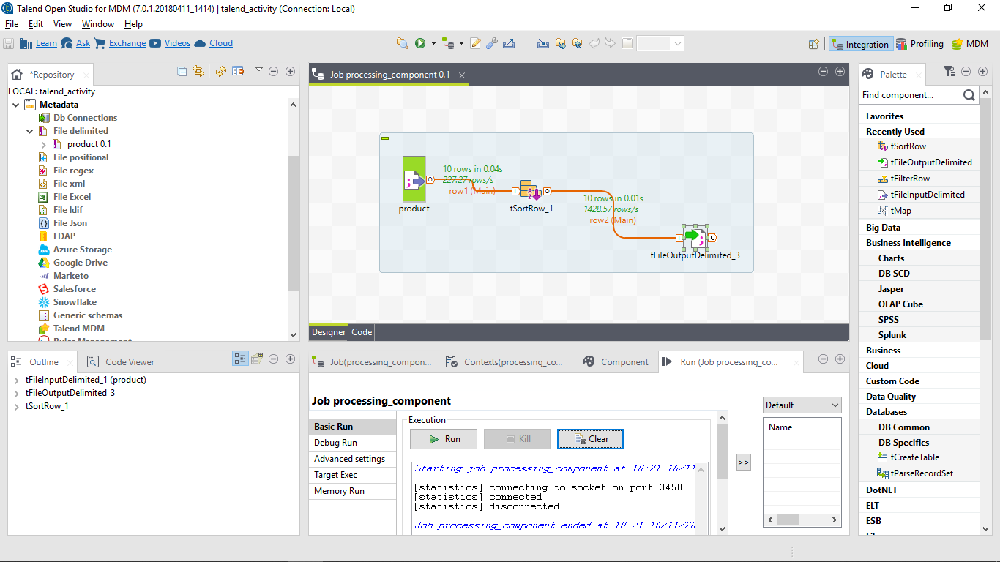 Talend Open Studio for MDM (7.0.1.20180411_1414) | talend_activity (Connection: Local)
File Edit View Window Help
Learn Ask Exchange Videos Cloud
Integration Profiling MDM
*Repository
LOCAL: talend_activity
Metadata
Db Connections
File delimited
product 0.1
File positional
File regex
File xml
File Excel
File ldif
File Json
LDAP
Azure Storage
Google Drive
Marketo
Salesforce
Snowflake
Generic schemas
Talend MDM
Rules Management
Job processing_component 0.1
10 rows in 0.04s
227.27 rows/s
row1 (Main)
product
tSortRow_1
10 rows in 0.01s
1428.57 rows/s
row2 (Main)
tFileOutputDelimited_3
Designer Code
Palette
Find component...
Favorites
Recently Used
tSortRow
tFileOutputDelimited
tFilterRow
tFileInputDelimited
tMap
Big Data
Business Intelligence
Charts
DB SCD
Jasper
OLAP Cube
SPSS
Splunk
Business
Cloud
Custom Code
Data Quality
Databases
DB Common
DB Specifics
tCreateTable
tParseRecordSet
DotNET
ELT
ESB
Outline Code Viewer
tFileInputDelimited_1 (product)
tFileOutputDelimited_3
tSortRow_1
Job(processing_compon... Contexts(processing_co... Component Run (Job processing_co...
Job processing_component
Basic Run
Debug Run
Advanced settings
Target Exec
Memory Run
Execution
Run Kill Clear
Starting job processing_component at 10:21 16/11
[statistics] connecting to socket on port 3458
[statistics] connected
[statistics] disconnected
Job processing_component ended at 10:21 16/11/20
>>
Default
Name